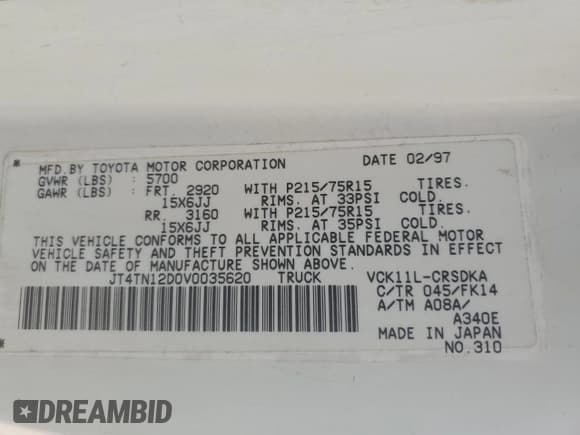 MFD.BY TOYOTA MOTOR CORPORATION DATE 02/97
GVWR (LBS) : 5700
GAWR (LBS) : FRT. 2920 WITH P215/75R15 TIRES.
15X6JJ RIMS. AT 33PSI COLD.
RR. 3160 WITH P215/75R15 TIRES.
15X6JJ RIMS. AT 35PSI COLD.
THIS VEHICLE CONFORMS TO ALL APPLICABLE FEDERAL MOTOR
VEHICLE SAFETY AND THEFT PREVENTION STANDARDS IN EFFECT
ON THE DATE OF MANUFACTURE SHOWN ABOVE.
JT4TN12D0V0035620 TRUCK VCK11L-CRSDKA
C/TR 045/FK14
A/TM A08A/
A340E
MADE IN JAPAN
NO.310
DREAMBID